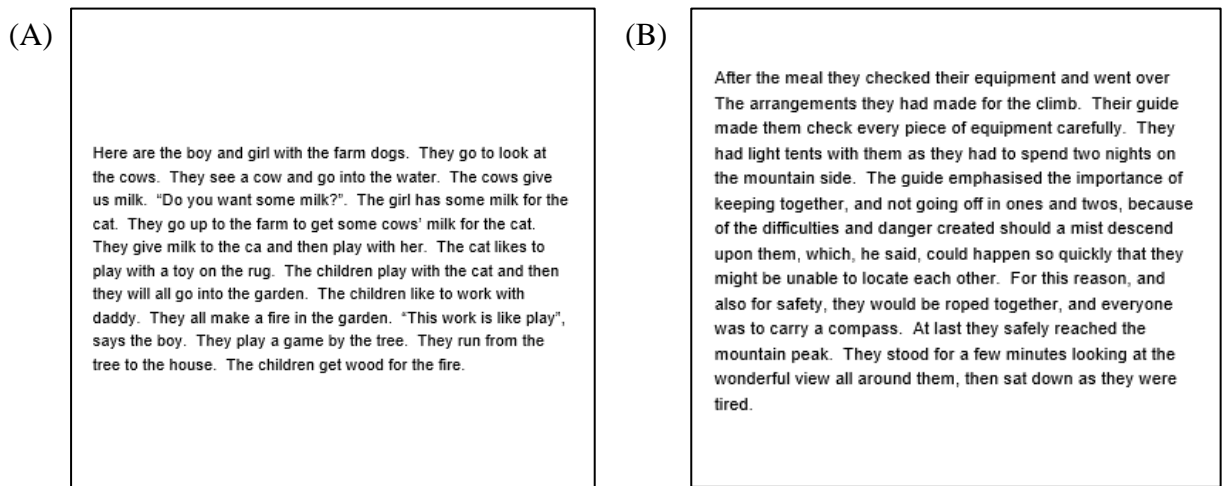 (A)
Here are the boy and girl with the farm dogs.  They go to look at
the cows.  They see a cow and go into the water.  The cows give
us milk.  “Do you want some milk?”.  The girl has some milk for the
cat.  They go up to the farm to get some cows’ milk for the cat.
They give milk to the ca and then play with her.  The cat likes to
play with a toy on the rug.  The children play with the cat and then
they will all go into the garden.  The children like to work with
daddy.  They all make a fire in the garden.  “This work is like play”,
says the boy.  They play a game by the tree.  They run from the
tree to the house.  The children get wood for the fire.
(B)
After the meal they checked their equipment and went over
The arrangements they had made for the climb.  Their guide
made them check every piece of equipment carefully.  They
had light tents with them as they had to spend two nights on
the mountain side.  The guide emphasised the importance of
keeping together, and not going off in ones and twos, because
of the difficulties and danger created should a mist descend
upon them, which, he said, could happen so quickly that they
might be unable to locate each other.  For this reason, and
also for safety, they would be roped together, and everyone
was to carry a compass.  At last they safely reached the
mountain peak.  They stood for a few minutes looking at the
wonderful view all around them, then sat down as they were
tired.